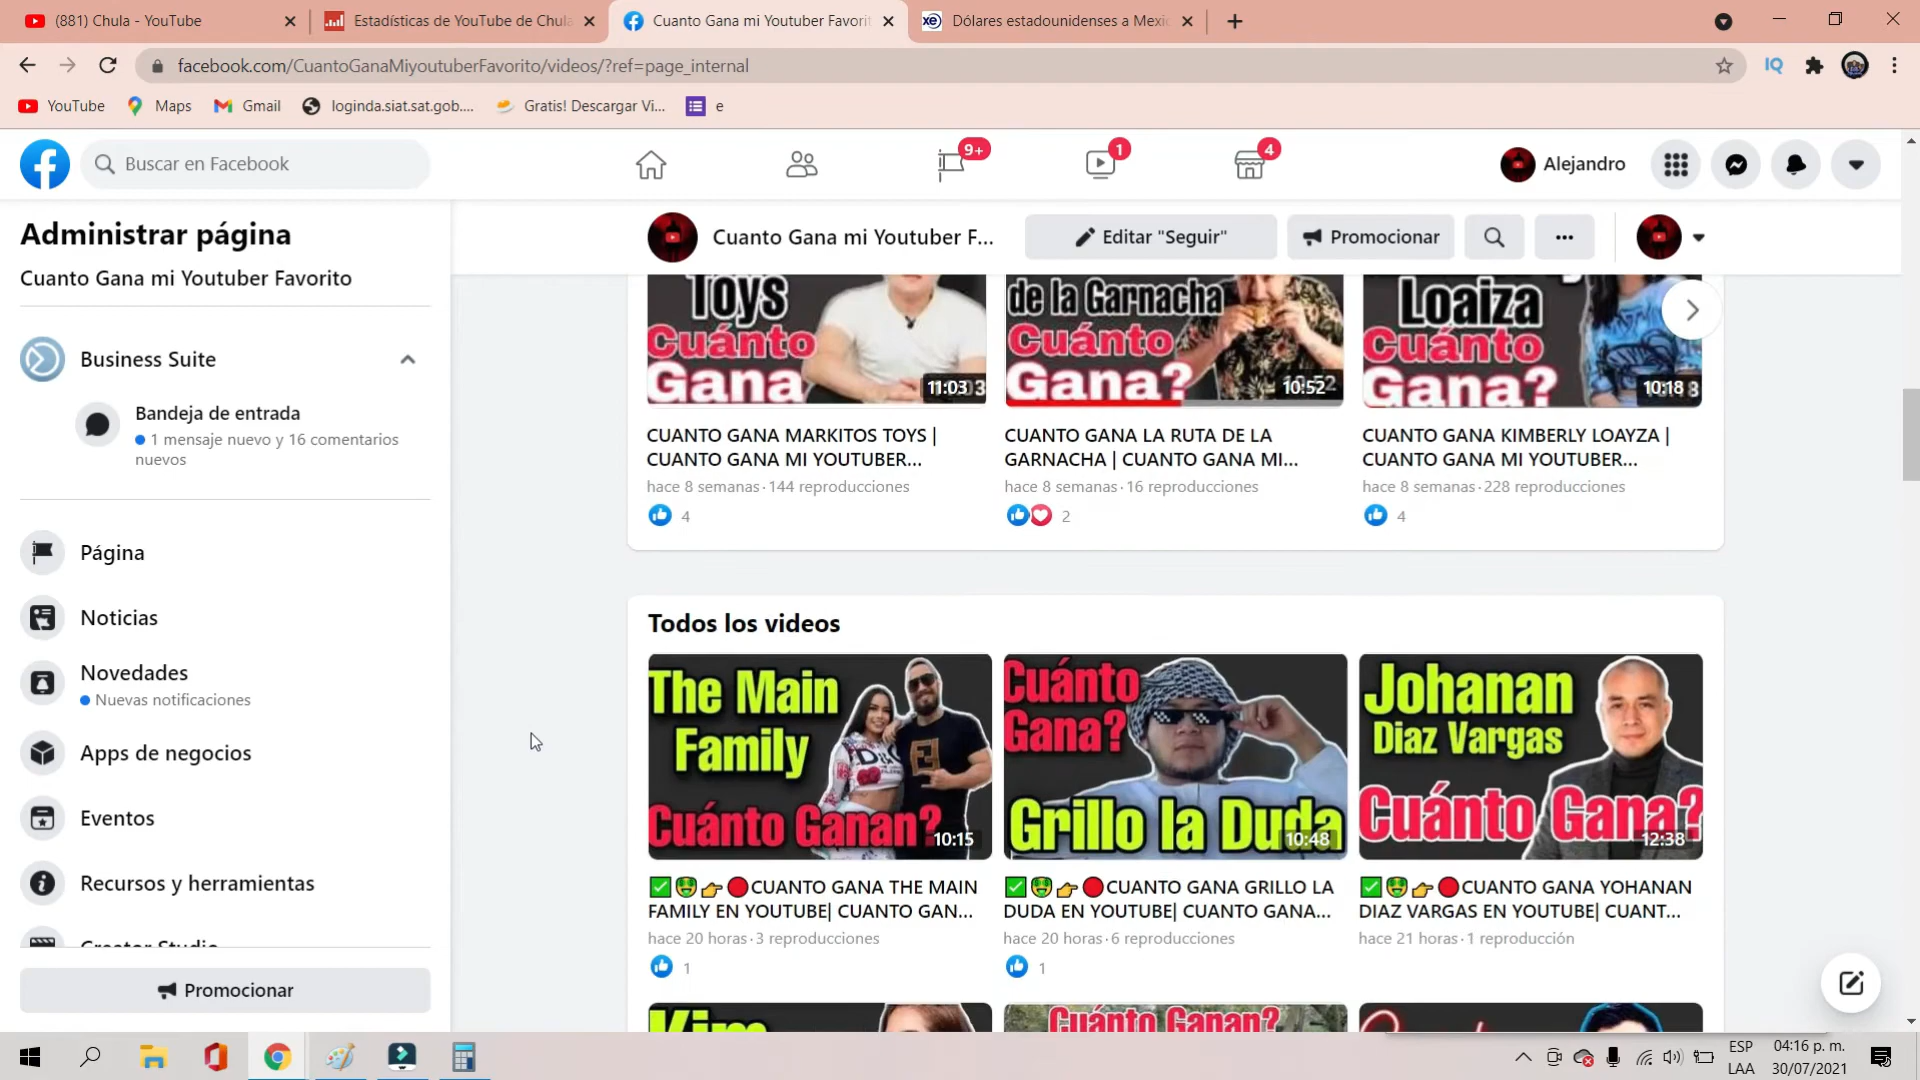 (881) Chula - YouTube
Estadísticas de YouTube de Chula
Cuanto Gana mi Youtuber Favorit
Dólares estadounidenses a Mexic
facebook.com/CuantoGanaMiyoutuberFavorito/videos/?ref=page_internal
YouTube
Maps
Gmail
loginda.siat.sat.gob....
Gratis! Descargar Vi...
e
Buscar en Facebook
9+
1
4
Alejandro
Administrar página
Cuanto Gana mi Youtuber Favorito
Business Suite
Bandeja de entrada
1 mensaje nuevo y 16 comentarios
nuevos
Página
Noticias
Novedades
Nuevas notificaciones
Apps de negocios
Eventos
Recursos y herramientas
Creator Studio
Promocionar
Cuanto Gana mi Youtuber F...
Editar "Seguir"
Promocionar
Toys
Cuánto
Gana
11:03
de la Garnacha
Cuánto
Gana?
10:52
Loaiza
Cuánto
Gana?
10:18
CUANTO GANA MARKITOS TOYS |
CUANTO GANA MI YOUTUBER...
hace 8 semanas · 144 reproducciones
4
CUANTO GANA LA RUTA DE LA
GARNACHA | CUANTO GANA MI...
hace 8 semanas · 16 reproducciones
2
CUANTO GANA KIMBERLY LOAYZA |
CUANTO GANA MI YOUTUBER...
hace 8 semanas · 228 reproducciones
4
Todos los videos
The Main
Family
Cuánto Ganan?
10:15
Cuánto
Gana?
Grillo la Duda
10:48
Johanan
Diaz Vargas
Cuánto Gana?
12:38
✅🤑👉🔴CUANTO GANA THE MAIN
FAMILY EN YOUTUBE| CUANTO GAN...
hace 20 horas · 3 reproducciones
1
✅🤑👉🔴CUANTO GANA GRILLO LA
DUDA EN YOUTUBE| CUANTO GANA...
hace 20 horas · 6 reproducciones
1
✅🤑👉🔴CUANTO GANA YOHANAN
DIAZ VARGAS EN YOUTUBE| CUANT...
hace 21 horas · 1 reproducción
Kim
Cuánto Ganan?
ESP
LAA
04:16 p. m.
30/07/2021